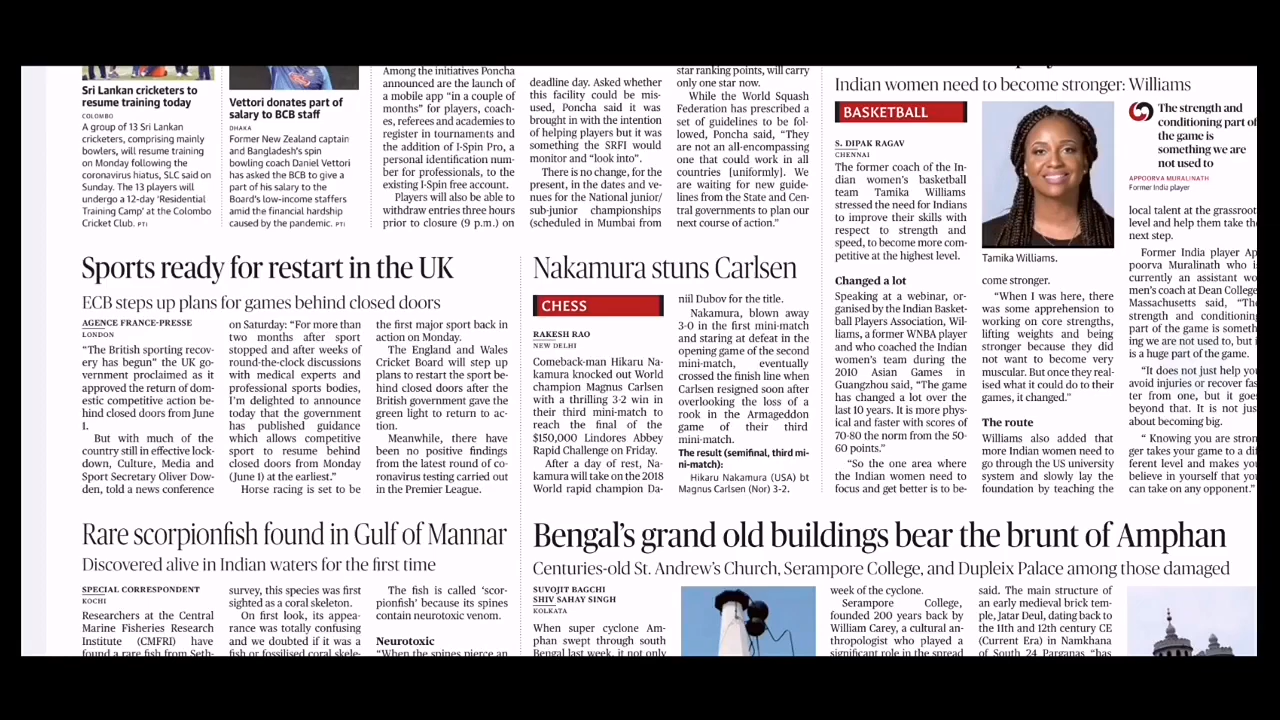 Sri Lankan cricketers to
resume training today
COLOMBO
A group of 13 Sri Lankan
cricketers, comprising mainly
bowlers, will resume training
on Monday following the
coronavirus hiatus, SLC said on
Sunday. The 13 players will
undergo a 12-day 'Residential
Training Camp' at the Colombo
Cricket Club. PTI
Vettori donates part of
salary to BCB staff
DHAKA
Former New Zealand captain
and Bangladesh's spin
bowling coach Daniel Vettori
has asked the BCB to give a
part of his salary to the
Board's low-income staffers
amid the financial hardship
caused by the pandemic. PTI
Among the initiatives Poncha
announced are the launch of
a mobile app "in a couple of
months" for players, coach-
es, referees and academies to
register in tournaments and
the addition of I-Spin Pro, a
personal identification num-
ber for professionals, to the
existing I-Spin free account.
Players will also be able to
withdraw entries three hours
prior to closure (9 p.m.) on
deadline day. Asked whether
this facility could be mis-
used, Poncha said it was
brought in with the intention
of helping players but it was
something the SRFI would
monitor and "look into".
There is no change, for the
present, in the dates and ve-
nues for the National junior/
sub-junior championships
(scheduled in Mumbai from
star ranking points, will carry
only one star now.
While the World Squash
Federation has prescribed a
set of guidelines to be fol-
lowed, Poncha said, "They
are not an all-encompassing
one that could work in all
countries [uniformly]. We
are waiting for new guide-
lines from the State and Cen-
tral governments to plan our
next course of action."
Indian women need to become stronger: Williams
BASKETBALL
S. DIPAK RAGAV
CHENNAI
The former coach of the In-
dian women's basketball
team Tamika Williams
stressed the need for Indians
to improve their skills with
respect to strength and
speed, to become more com-
petitive at the highest level.
Changed a lot
Speaking at a webinar, or-
ganised by the Indian Basket-
ball Players Association, Wil-
liams, a former WNBA player
and who coached the Indian
women's team during the
2010 Asian Games in
Guangzhou said, "The game
has changed a lot over the
last 10 years. It is more phys-
ical and faster with scores of
70-80 the norm from the 50-
60 points."
"So the one area where
the Indian women need to
focus and get better is to be-
Tamika Williams.
come stronger.
"When I was here, there
was some apprehension to
working on core strengths,
lifting weights and being
stronger because they did
not want to become very
muscular. But once they real-
ised what it could do to their
games, it changed."
The route
Williams also added that
more Indian women need to
go through the US university
system and slowly lay the
foundation by teaching the
The strength and
conditioning part of
the game is
something we are
not used to
APPOORVA MURALINATH
Former India player
local talent at the grassroot
level and help them take the
next step.
Former India player Ap
poorva Muralinath who i
currently an assistant wo
men's coach at Dean College
Massachusetts said, "The
strength and conditioning
part of the game is someth
ing we are not used to, but i
is a huge part of the game.
"It does not just help you
avoid injuries or recover fas
ter from one, but it goes
beyond that. It is not jus
about becoming big.
" Knowing you are stron
ger takes your game to a dif
ferent level and makes you
believe in yourself that you
can take on any opponent."
Sports ready for restart in the UK
ECB steps up plans for games behind closed doors
AGENCE FRANCE-PRESSE
LONDON
"The British sporting recov-
ery has begun" the UK go-
vernment proclaimed as it
approved the return of dom-
estic competitive action be-
hind closed doors from June
1.
But with much of the
country still in effective lock-
down, Culture, Media and
Sport Secretary Oliver Dow-
den, told a news conference
on Saturday: "For more than
two months after sport
stopped and after weeks of
round-the-clock discussions
with medical experts and
professional sports bodies,
I'm delighted to announce
today that the government
has published guidance
which allows competitive
sport to resume behind
closed doors from Monday
(June 1) at the earliest."
Horse racing is set to be
the first major sport back in
action on Monday.
The England and Wales
Cricket Board will step up
plans to restart the sport be-
hind closed doors after the
British government gave the
green light to return to ac-
tion.
Meanwhile, there have
been no positive findings
from the latest round of co-
ronavirus testing carried out
in the Premier League.
Nakamura stuns Carlsen
CHESS
RAKESH RAO
NEW DELHI
Comeback-man Hikaru Na-
kamura knocked out World
champion Magnus Carlsen
with a thrilling 3-2 win in
their third mini-match to
reach the final of the
$150,000 Lindores Abbey
Rapid Challenge on Friday.
After a day of rest, Na-
kamura will take on the 2018
World rapid champion Da-
niil Dubov for the title.
Nakamura, blown away
3-0 in the first mini-match
and staring at defeat in the
opening game of the second
mini-match, eventually
crossed the finish line when
Carlsen resigned soon after
overlooking the loss of a
rook in the Armageddon
game of their third
mini-match.
The result (semifinal, third mi-
ni-match):
Hikaru Nakamura (USA) bt
Magnus Carlsen (Nor) 3-2.
Rare scorpionfish found in Gulf of Mannar
Discovered alive in Indian waters for the first time
SPECIAL CORRESPONDENT
KOCHI
Researchers at the Central
Marine Fisheries Research
Institute (CMFRI) have
found a rare fish from Seth-
survey, this species was first
sighted as a coral skeleton.
On first look, its appea-
rance was totally confusing
and we doubted if it was a
fish or fossilised coral skele-
The fish is called 'scor-
pionfish' because its spines
contain neurotoxic venom.
Neurotoxic
"When the spines pierce an
Bengal's grand old buildings bear the brunt of Amphan
Centuries-old St. Andrew's Church, Serampore College, and Dupleix Palace among those damaged
SUVOJIT BAGCHI
SHIV SAHAY SINGH
KOLKATA
When super cyclone Am-
phan swept through south
Bengal last week, it not only
week of the cyclone.
Serampore College,
founded 200 years back by
William Carey, a cultural an-
thropologist who played a
significant role in the spread
said. The main structure of
an early medieval brick tem-
ple, Jatar Deul, dating back to
the 11th and 12th century CE
(Current Era) in Namkhana
of South 24 Parganas "has